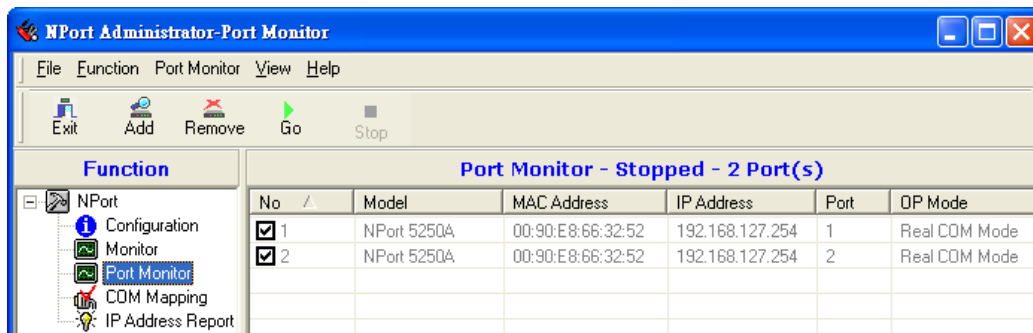 NPort Administrator-Port Monitor
File Function Port Monitor View Help
Exit Add Remove Go Stop
Function
Port Monitor - Stopped - 2 Port(s)
NPort
Configuration
Monitor
Port Monitor
COM Mapping
IP Address Report
No Model MAC Address IP Address Port OP Mode
1 NPort 5250A 00:90:E8:66:32:52 192.168.127.254 1 Real COM Mode
2 NPort 5250A 00:90:E8:66:32:52 192.168.127.254 2 Real COM Mode